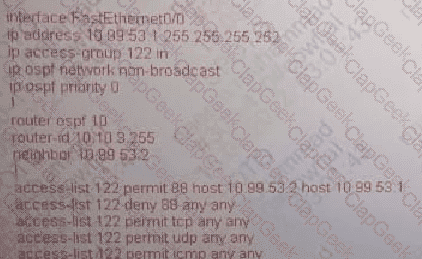 interface FastEthernet0/0
ip address 10.99.53.1 255.255.255.252
ip access-group 122 in
ip ospf network non-broadcast
ip ospf priority 0
!
router ospf 10
router-id 10.10.3.255
neighbor 10.99.53.2
!
access-list 122 permit 88 host 10.99.53.2 host 10.99.53.1
access-list 122 deny 88 any any
access-list 122 permit tcp any any
access-list 122 permit udp any any
access-list 122 permit icmp any any